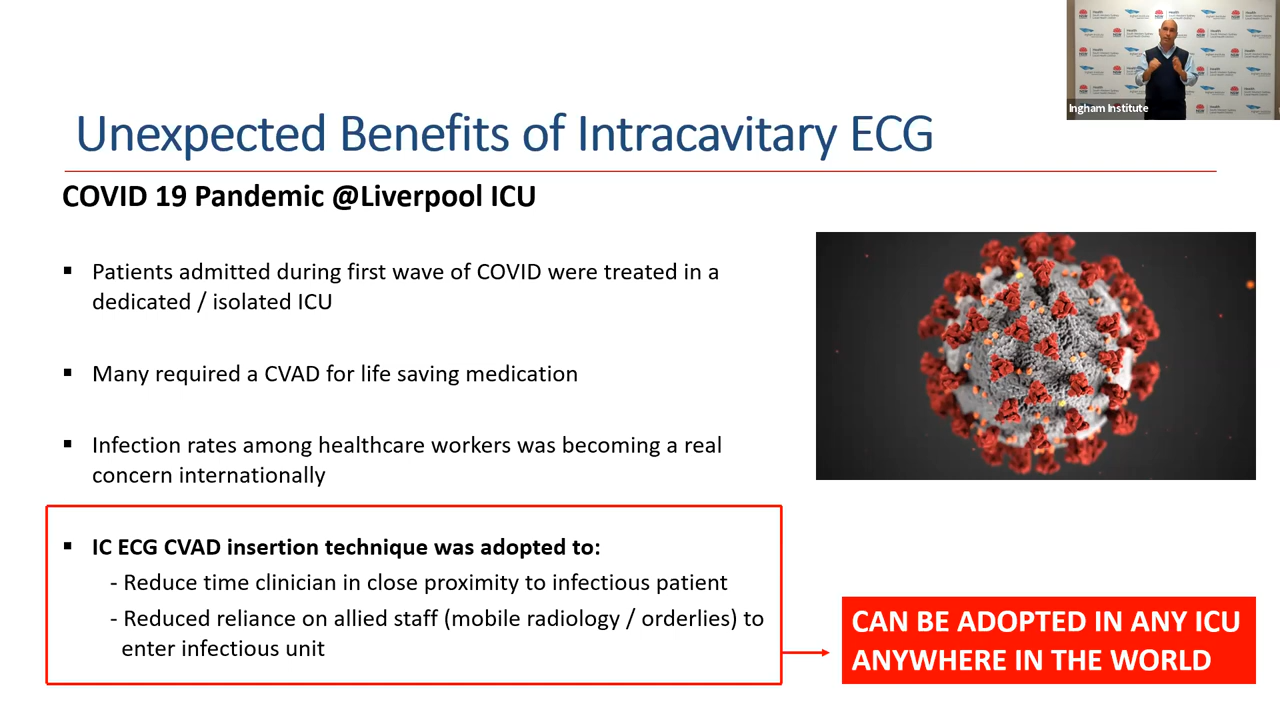 Ingham Institute
Unexpected Benefits of Intracavitary ECG
COVID 19 Pandemic @Liverpool ICU
▪ Patients admitted during first wave of COVID were treated in a
dedicated / isolated ICU
▪ Many required a CVAD for life saving medication
▪ Infection rates among healthcare workers was becoming a real
concern internationally
▪ IC ECG CVAD insertion technique was adopted to:
- Reduce time clinician in close proximity to infectious patient
- Reduced reliance on allied staff (mobile radiology / orderlies) to
enter infectious unit
CAN BE ADOPTED IN ANY ICU
ANYWHERE IN THE WORLD